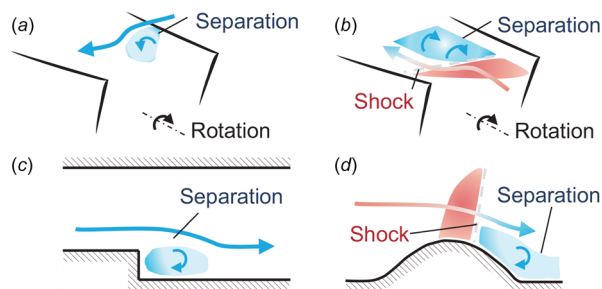 (a)
Separation
Rotation
(b)
Separation
Shock
Rotation
(c)
Separation
(d)
Separation
Shock